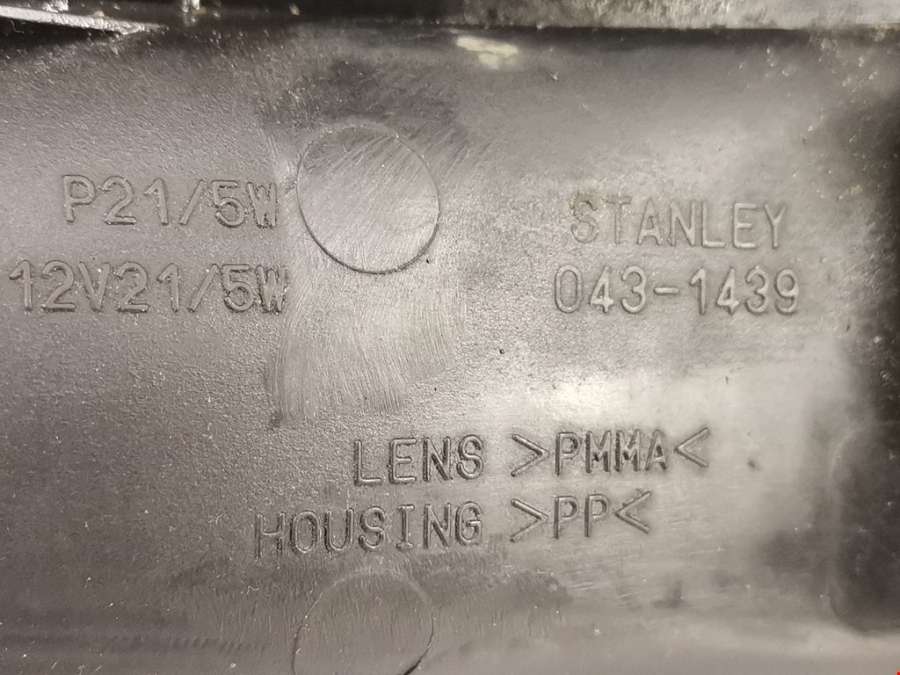 P21/5W
12V21/5W
STANLEY
043-1439
LENS >PMMA<
HOUSING >PP<